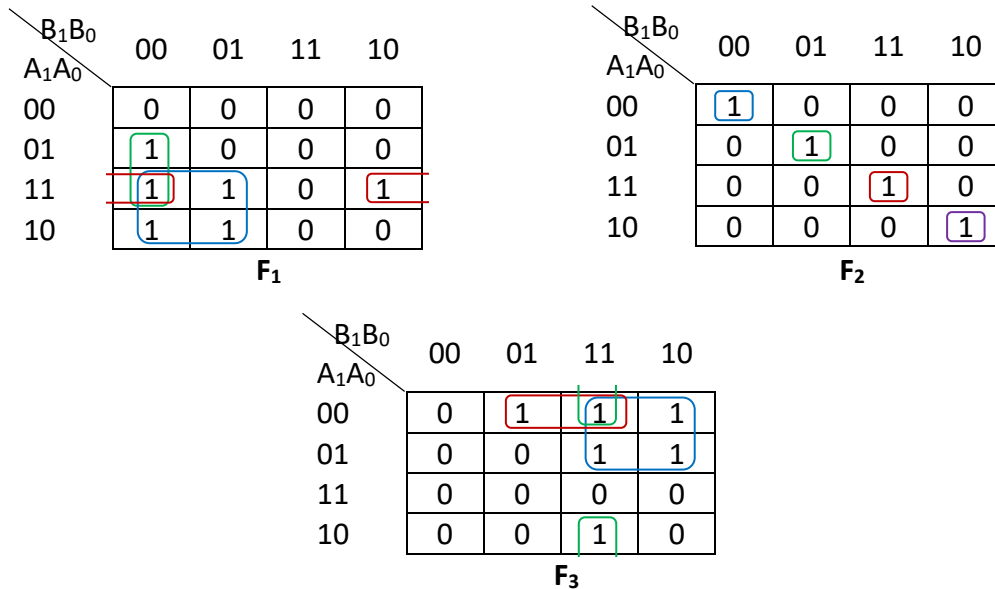 B₁B₀ 00 01 11 10
A₁A₀
00 0 0 0 0
01 1 0 0 0
11 1 1 0 1
10 1 1 0 0
F₁
B₁B₀ 00 01 11 10
A₁A₀
00 1 0 0 0
01 0 1 0 0
11 0 0 1 0
10 0 0 0 1
F₂
B₁B₀ 00 01 11 10
A₁A₀
00 0 1 1 1
01 0 0 1 1
11 0 0 0 0
10 0 0 1 0
F₃